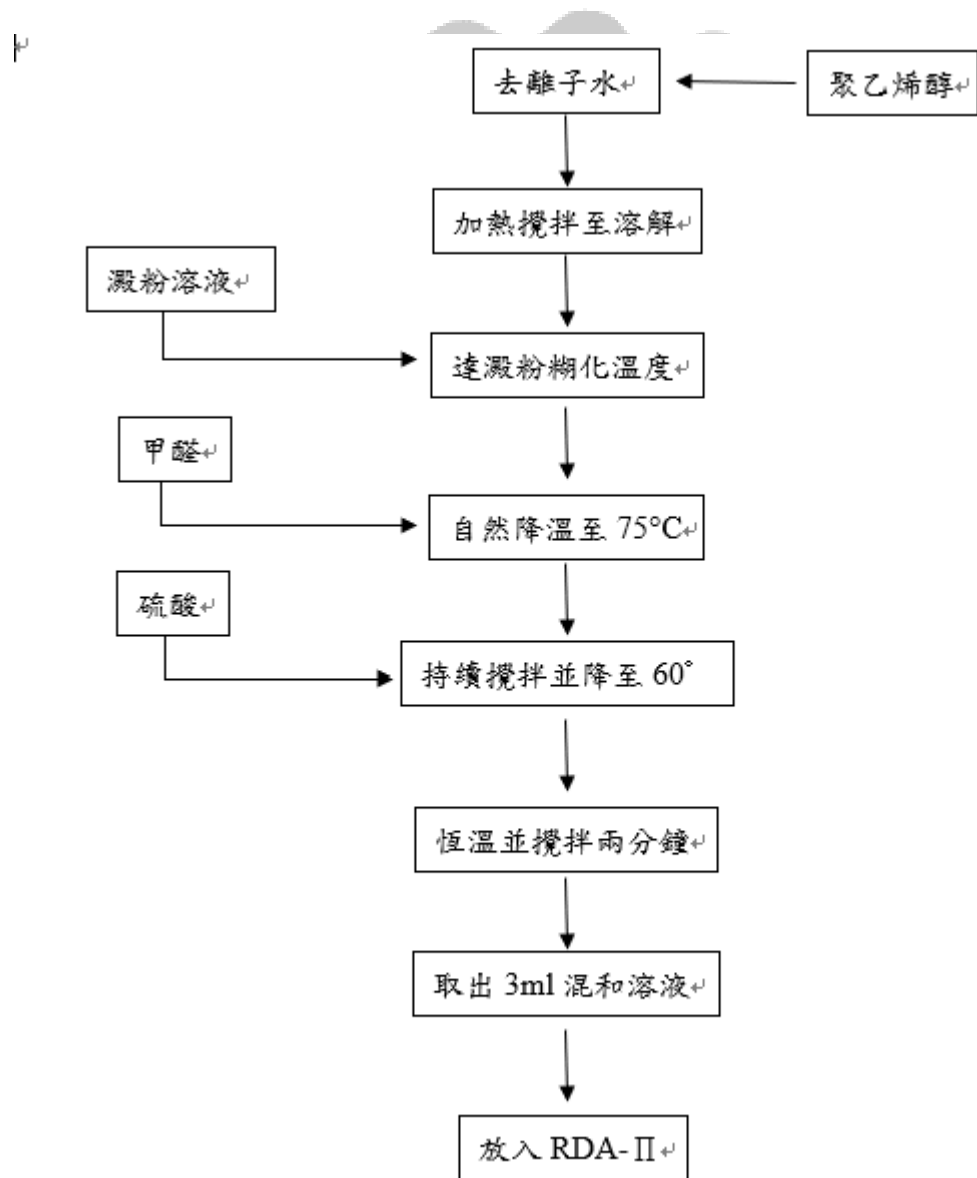 去離子水
聚乙烯醇
加熱攪拌至溶解
澱粉溶液
達澱粉糊化溫度
甲醛
自然降溫至 75°C
硫酸
持續攪拌並降至 60°
恆溫並攪拌兩分鐘
取出 3ml 混和溶液
放入 RDA-Ⅱ